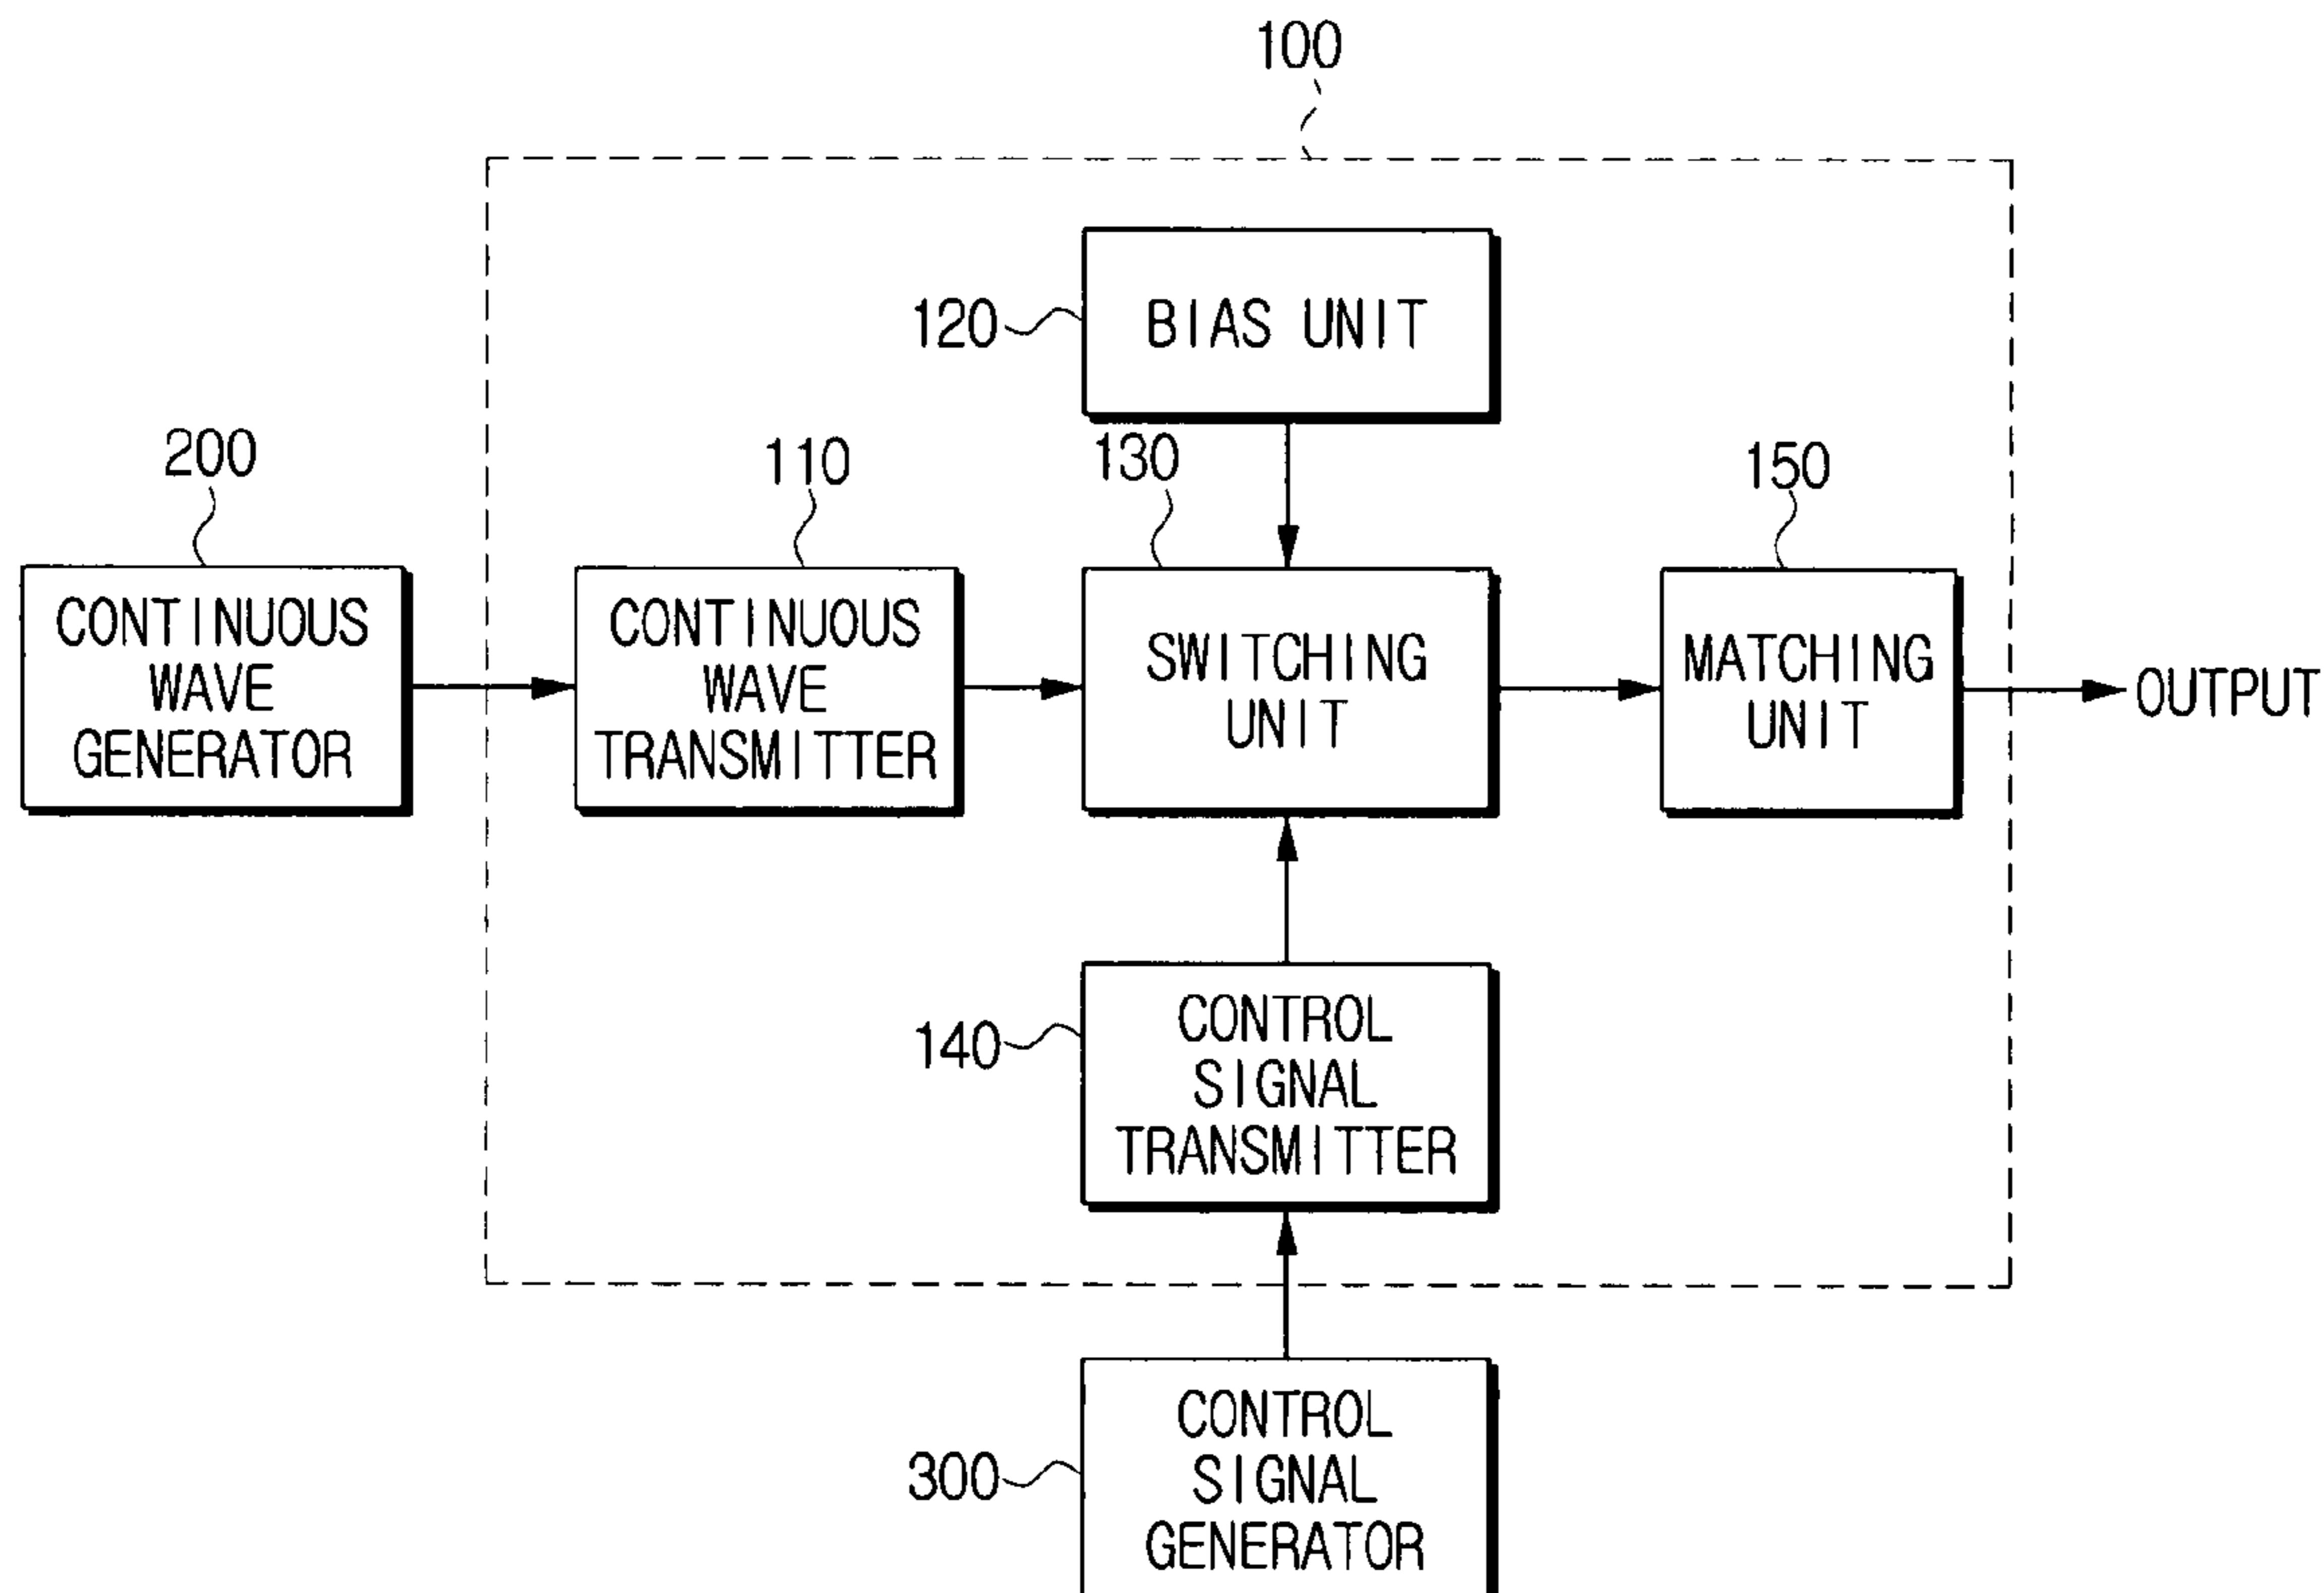 100
120
BIAS UNIT
200
110
130
150
CONTINUOUS
WAVE
GENERATOR
CONTINUOUS
WAVE
TRANSMITTER
SWITCHING
UNIT
MATCHING
UNIT
OUTPUT
140
CONTROL
SIGNAL
TRANSMITTER
300
CONTROL
SIGNAL
GENERATOR